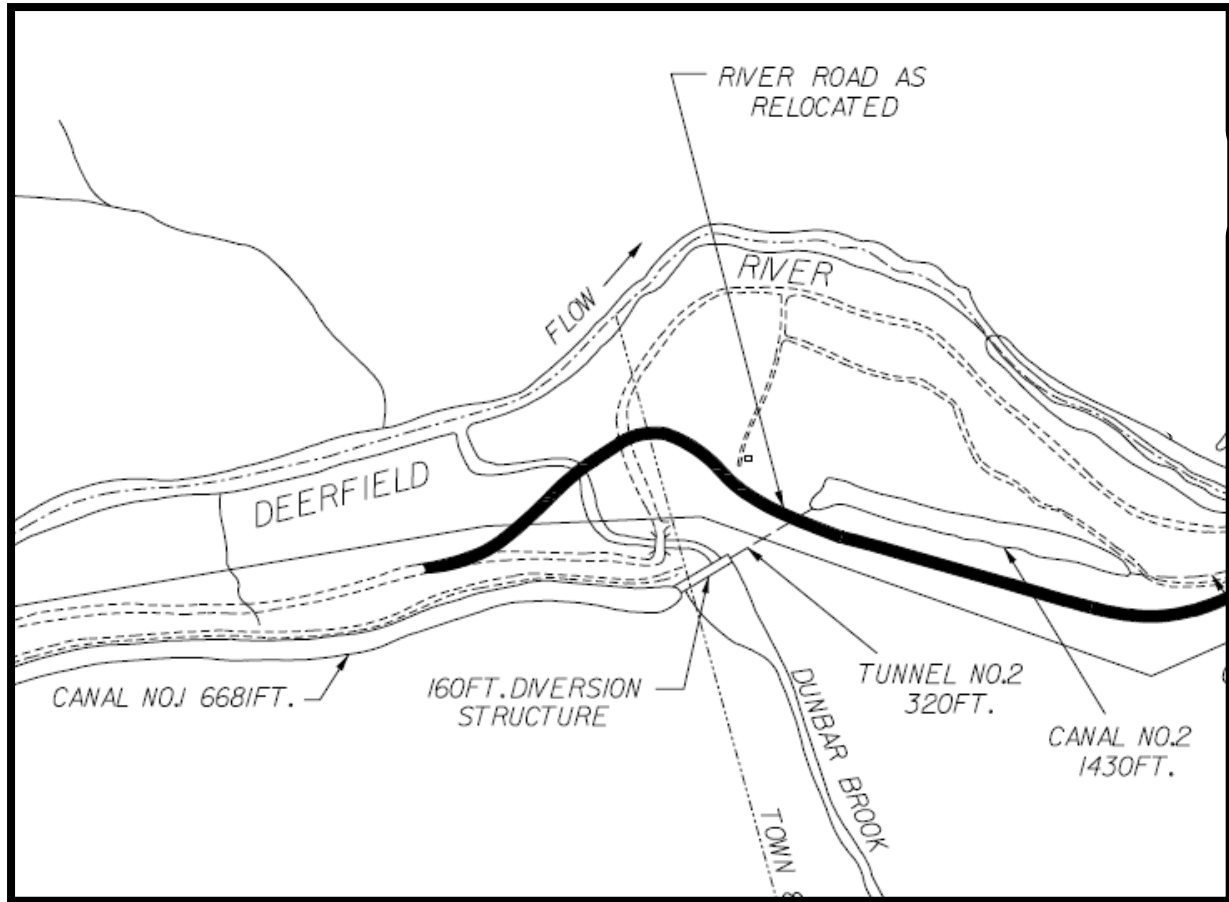 RIVER ROAD AS
RELOCATED
FLOW
RIVER
DEERFIELD
CANAL NO.1 6681FT.
160FT.DIVERSION
STRUCTURE
TUNNEL NO.2
320FT.
CANAL NO.2
1430FT.
DUNBAR BROOK
TOWN